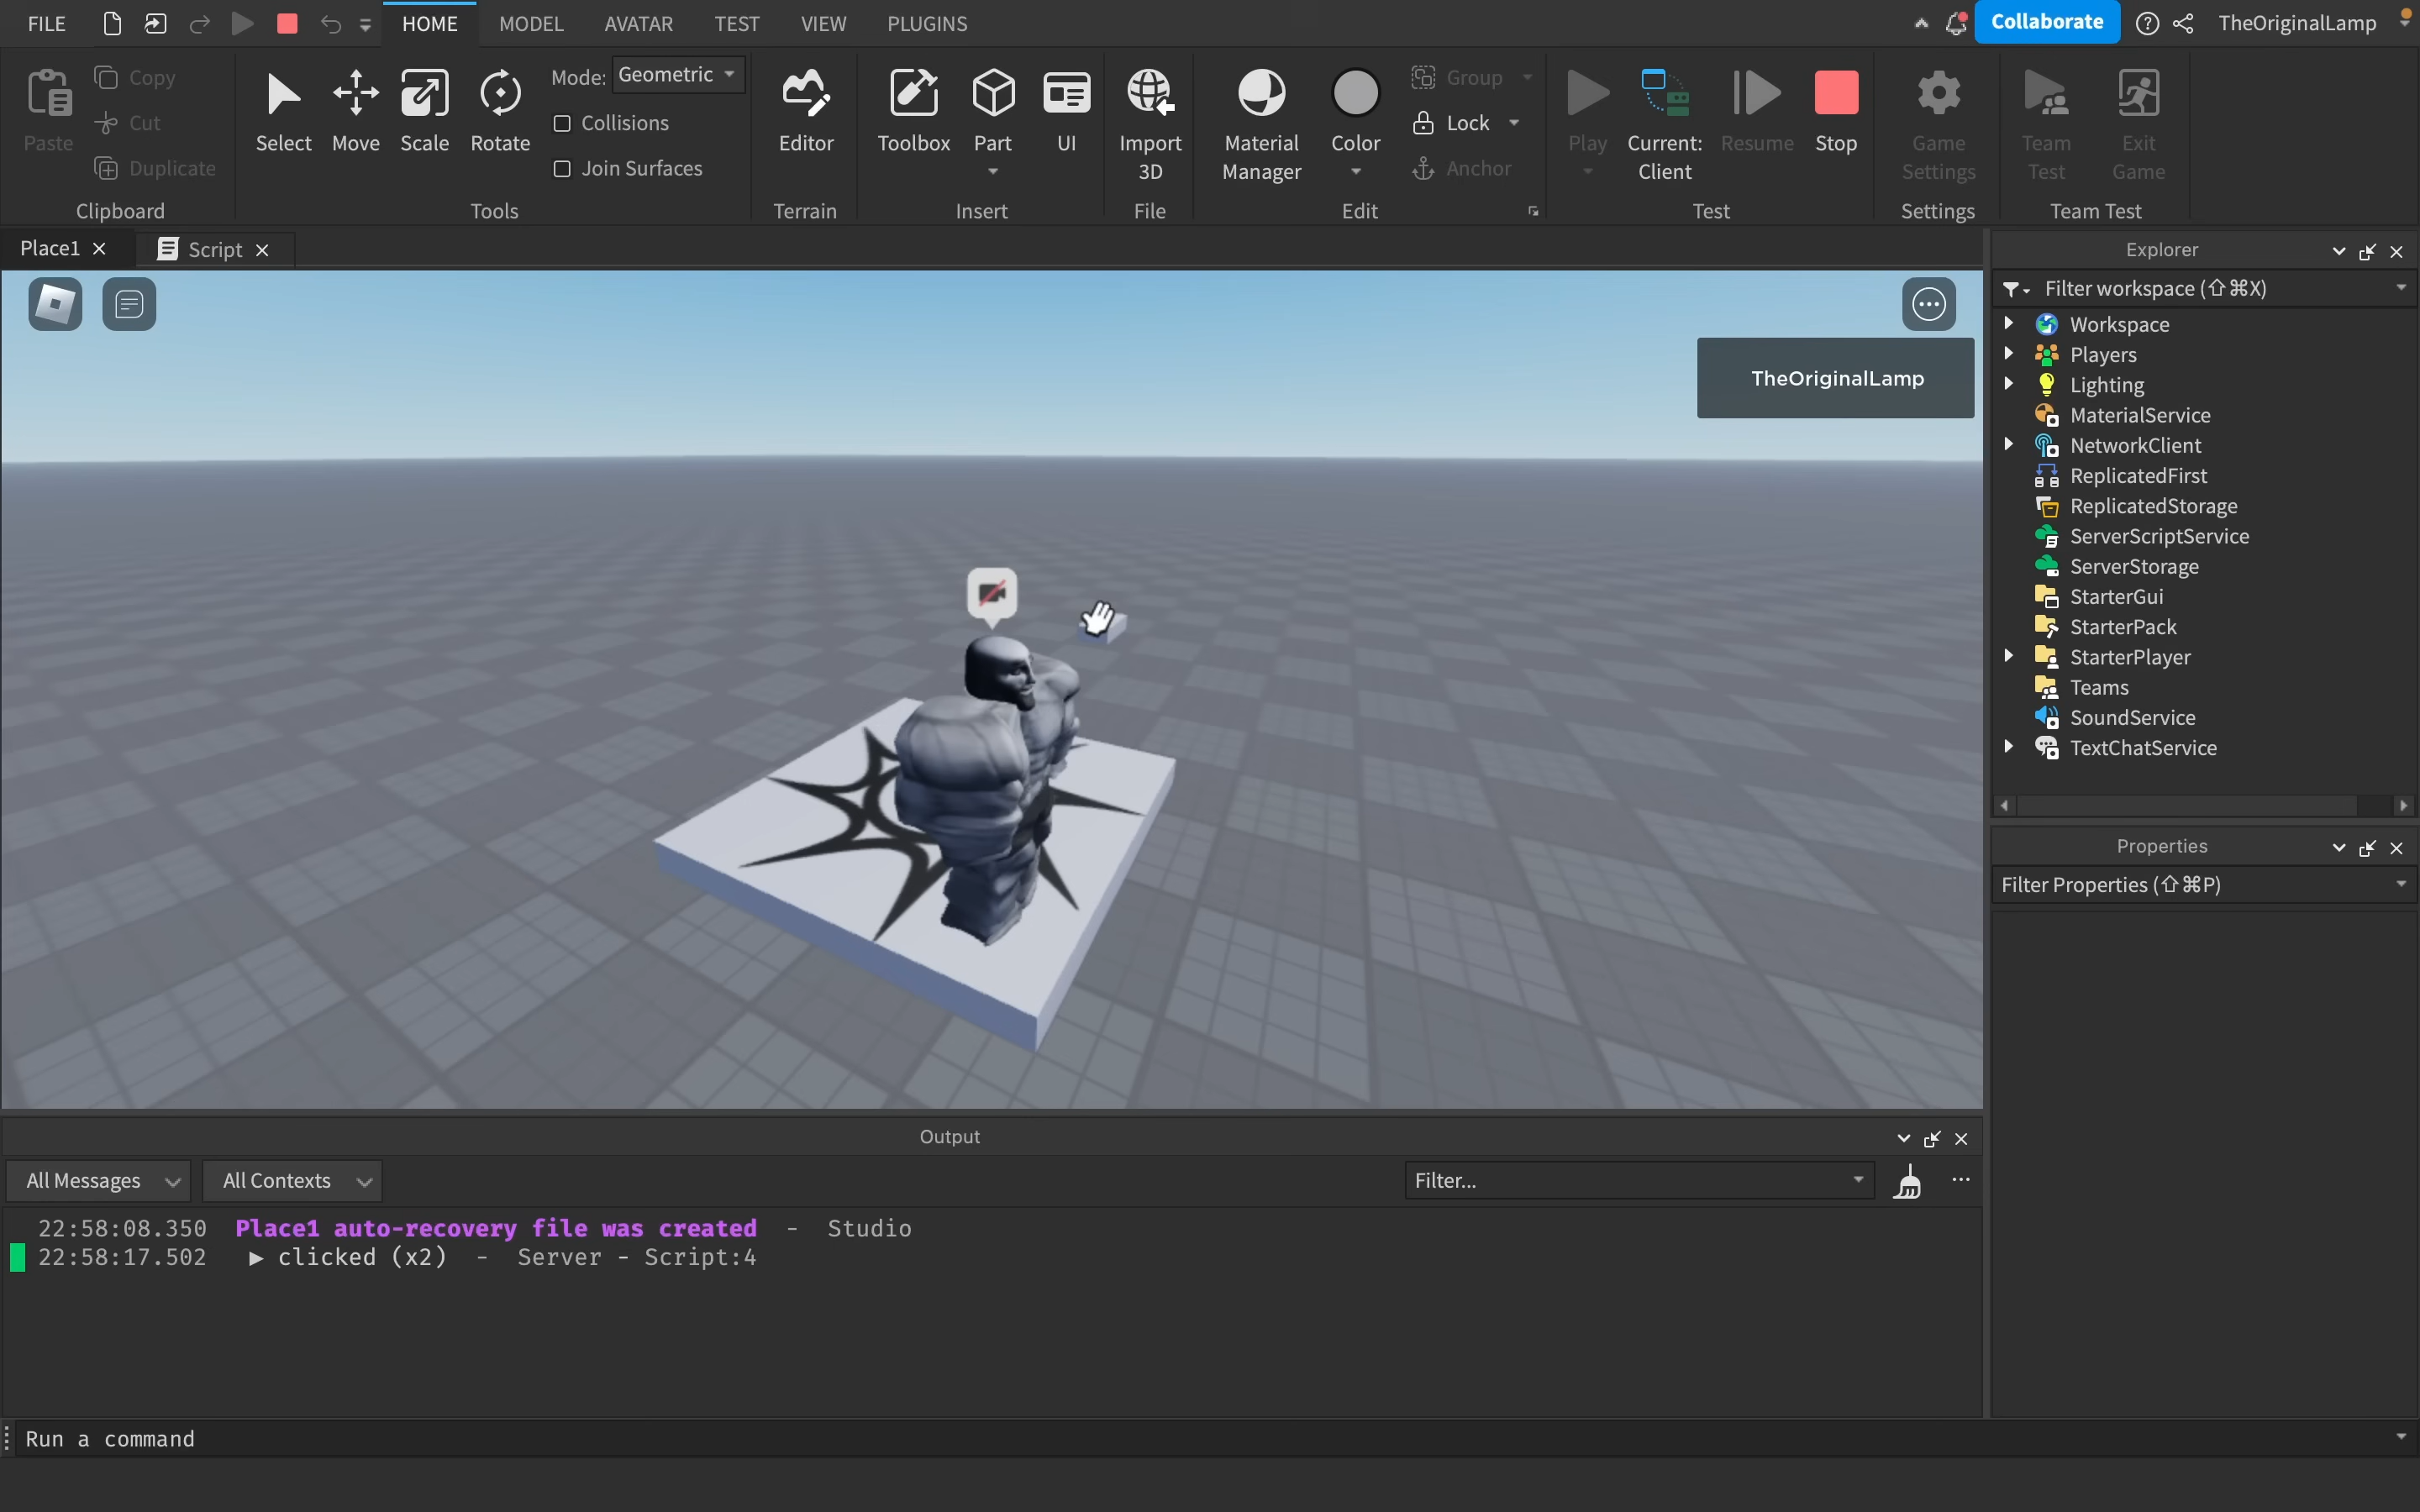 FILE HOME MODEL AVATAR TEST VIEW PLUGINS Collaborate TheOriginalLamp
Paste Copy Cut Duplicate
Clipboard
Select Move Scale Rotate Mode: Geometric
Collisions
Join Surfaces
Tools
Editor
Terrain
Toolbox Part UI
Insert
Import 3D
File
Material Manager Color Group Lock Anchor
Edit
Play Current: Client Resume Stop
Test
Game Settings
Settings
Team Test Exit Game
Team Test
Place1 Script
TheOriginalLamp
Explorer
Filter workspace (⇧⌘X)
Workspace
Players
Lighting
MaterialService
NetworkClient
ReplicatedFirst
ReplicatedStorage
ServerScriptService
ServerStorage
StarterGui
StarterPack
StarterPlayer
Teams
SoundService
TextChatService
Properties
Filter Properties (⇧⌘P)
Output
All Messages All Contexts Filter...
22:58:08.350 Place1 auto-recovery file was created - Studio
22:58:17.502 ▶ clicked (x2) - Server - Script:4
Run a command